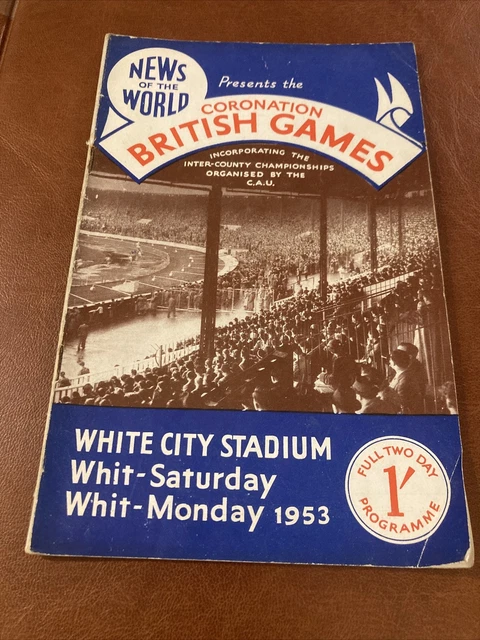 NEWS
OF THE
WORLD
Presents the
CORONATION
BRITISH GAMES
INCORPORATING THE
INTER-COUNTY CHAMPIONSHIPS
ORGANISED BY THE
C.A.U.
WHITE CITY STADIUM
Whit-Saturday
Whit-Monday 1953
FULL TWO DAY
1/
PROGRAMME